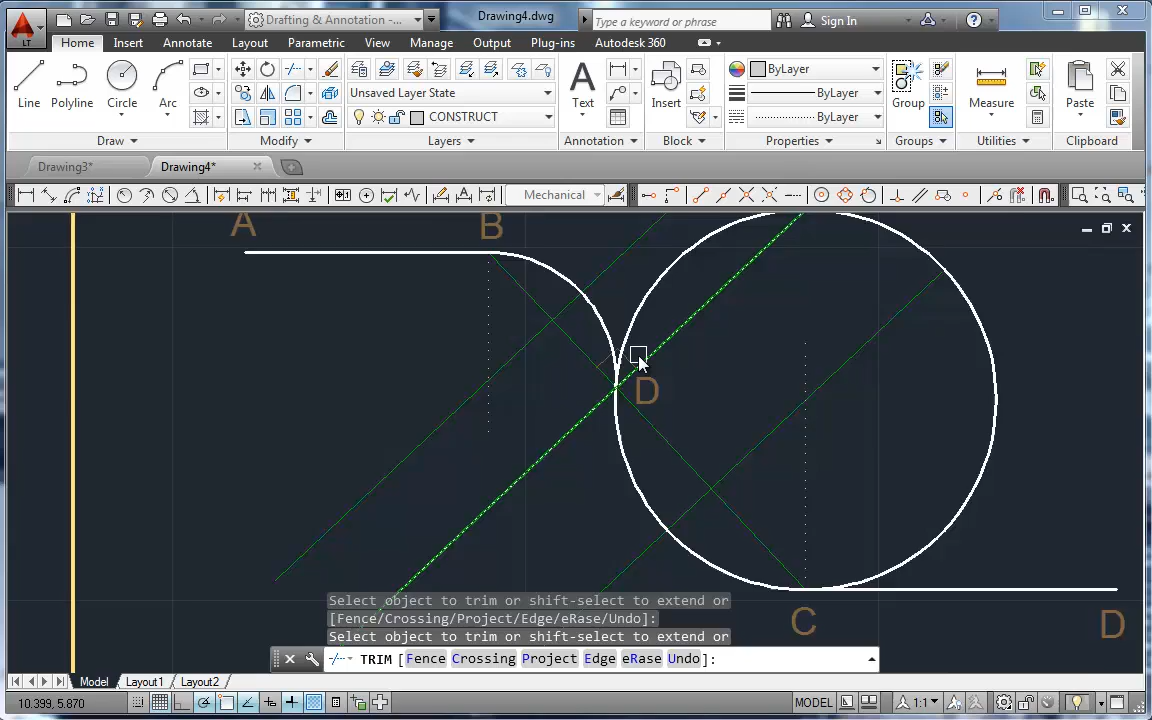 Drafting & Annotation -...
Drawing4.dwg
Type a keyword or phrase
Sign In
LT
Home Insert Annotate Layout Parametric View Manage Output Plug-ins Autodesk 360
Unsaved Layer State
ByLayer
Line Polyline Circle Arc
Text
Insert
ByLayer
Group
Measure
Paste
CONSTRUCT
ByLayer
Draw Modify Layers Annotation Block Properties Groups Utilities Clipboard
Drawing3* Drawing4*
Mechanical
A B
D
C D
Select object to trim or shift-select to extend or
[Fence/Crossing/Project/Edge/eRase/Undo]:
Select object to trim or shift-select to extend or
TRIM [Fence Crossing Project Edge eRase Undo]:
Model Layout1 Layout2
10.399, 5.870
MODEL
1:1